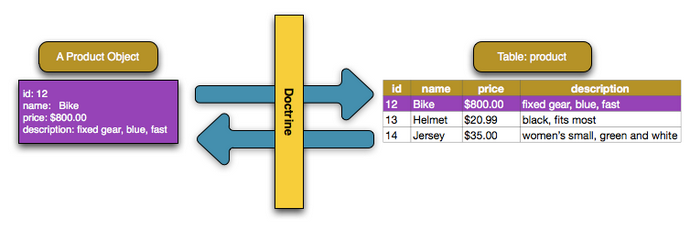 A Product Object
id: 12
name: Bike
price: $800.00
description: fixed gear, blue, fast
Doctrine
Table: product
id name price description
12 Bike $800.00 fixed gear, blue, fast
13 Helmet $20.99 black, fits most
14 Jersey $35.00 women's small, green and white